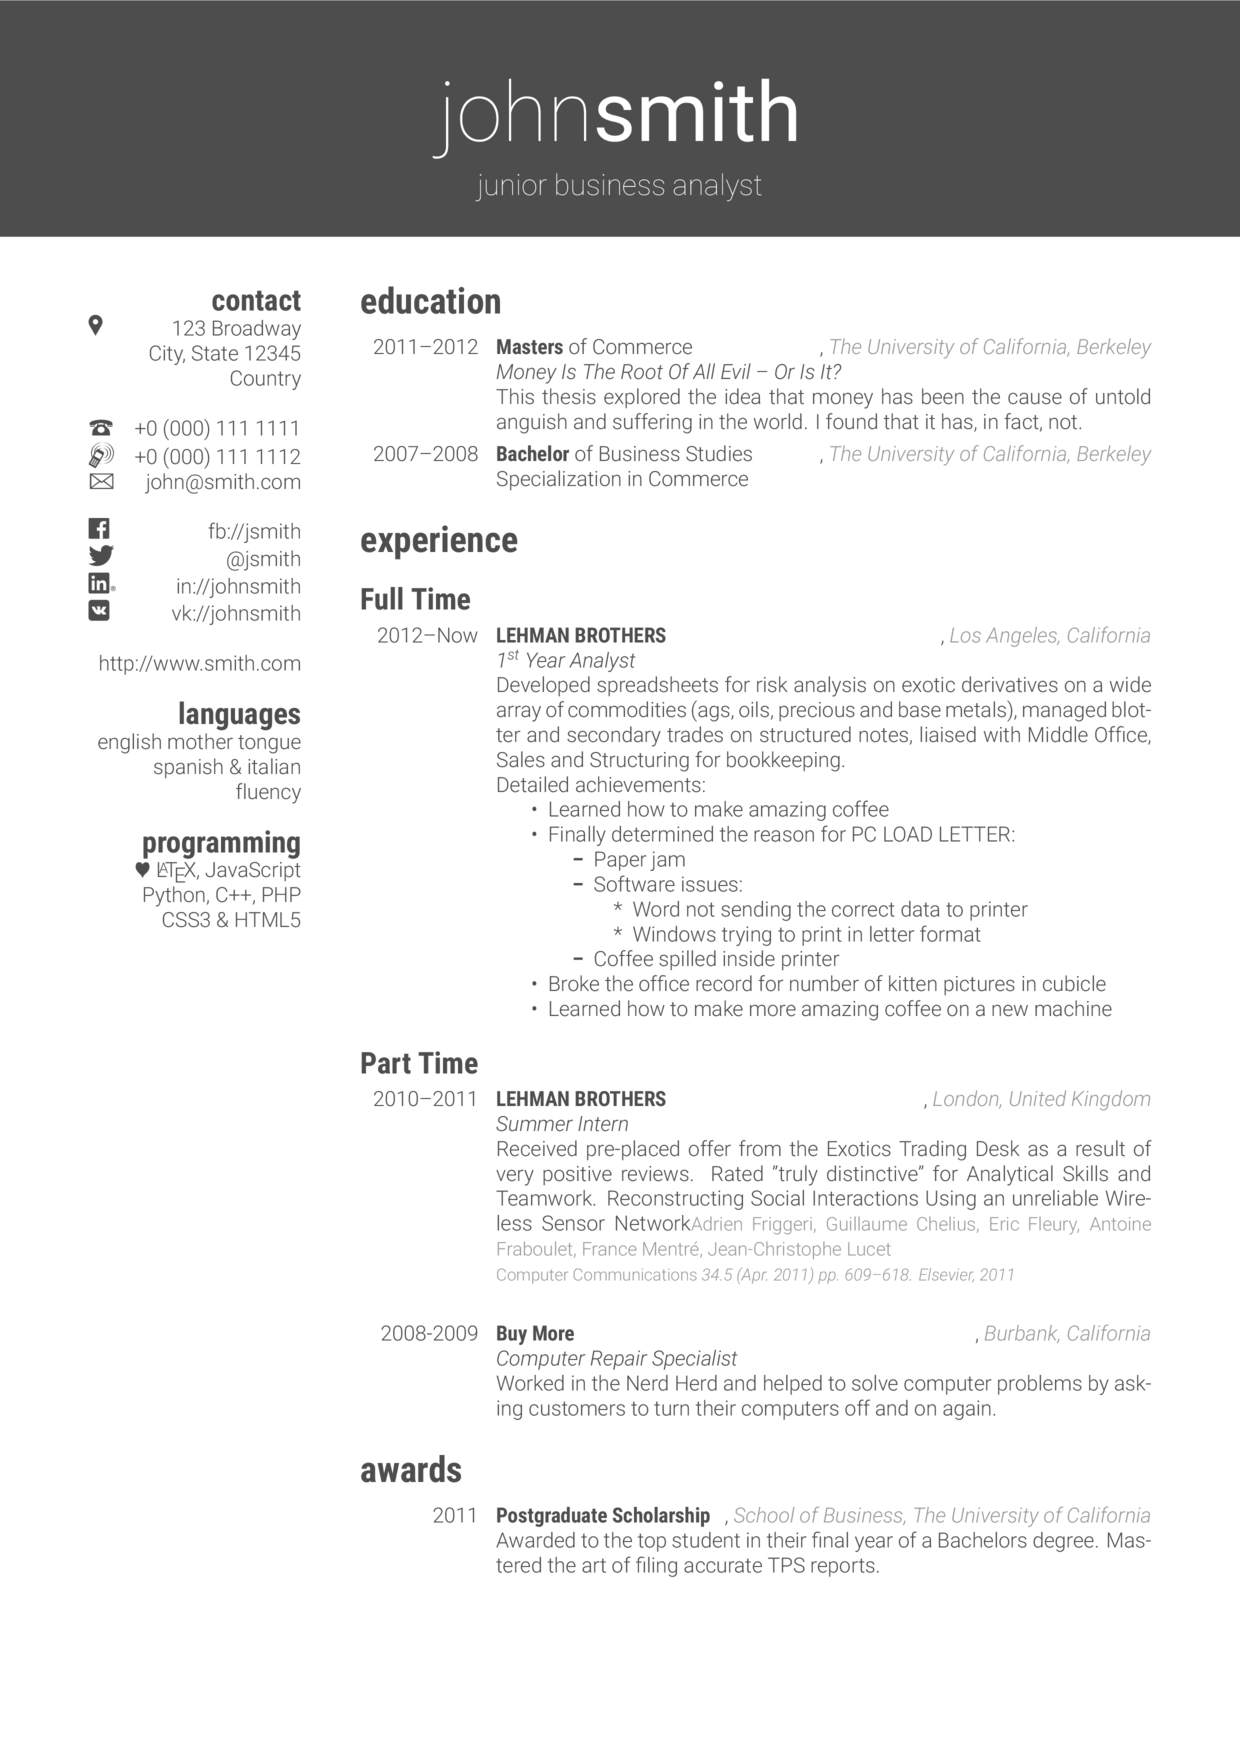 johnsmith
junior business analyst
contact
123 Broadway
City, State 12345
Country
+0 (000) 111 1111
+0 (000) 111 1112
john@smith.com
fb://jsmith
@jsmith
in://johnsmith
vk://johnsmith
http://www.smith.com
languages
english mother tongue
spanish & italian
fluency
programming
♥ LATEX, JavaScript
Python, C++, PHP
CSS3 & HTML5
education
2011–2012 Masters of Commerce , The University of California, Berkeley
Money Is The Root Of All Evil – Or Is It?
This thesis explored the idea that money has been the cause of untold
anguish and suffering in the world. I found that it has, in fact, not.
2007–2008 Bachelor of Business Studies , The University of California, Berkeley
Specialization in Commerce
experience
Full Time
2012–Now LEHMAN BROTHERS , Los Angeles, California
1st Year Analyst
Developed spreadsheets for risk analysis on exotic derivatives on a wide
array of commodities (ags, oils, precious and base metals), managed blot-
ter and secondary trades on structured notes, liaised with Middle Office,
Sales and Structuring for bookkeeping.
Detailed achievements:
• Learned how to make amazing coffee
• Finally determined the reason for PC LOAD LETTER:
– Paper jam
– Software issues:
* Word not sending the correct data to printer
* Windows trying to print in letter format
– Coffee spilled inside printer
• Broke the office record for number of kitten pictures in cubicle
• Learned how to make more amazing coffee on a new machine
Part Time
2010–2011 LEHMAN BROTHERS , London, United Kingdom
Summer Intern
Received pre-placed offer from the Exotics Trading Desk as a result of
very positive reviews. Rated ”truly distinctive” for Analytical Skills and
Teamwork. Reconstructing Social Interactions Using an unreliable Wire-
less Sensor NetworkAdrien Friggeri, Guillaume Chelius, Eric Fleury, Antoine
Fraboulet, France Mentré, Jean-Christophe Lucet
Computer Communications 34.5 (Apr. 2011) pp. 609–618. Elsevier, 2011
2008-2009 Buy More , Burbank, California
Computer Repair Specialist
Worked in the Nerd Herd and helped to solve computer problems by ask-
ing customers to turn their computers off and on again.
awards
2011 Postgraduate Scholarship , School of Business, The University of California
Awarded to the top student in their final year of a Bachelors degree. Mas-
tered the art of filing accurate TPS reports.